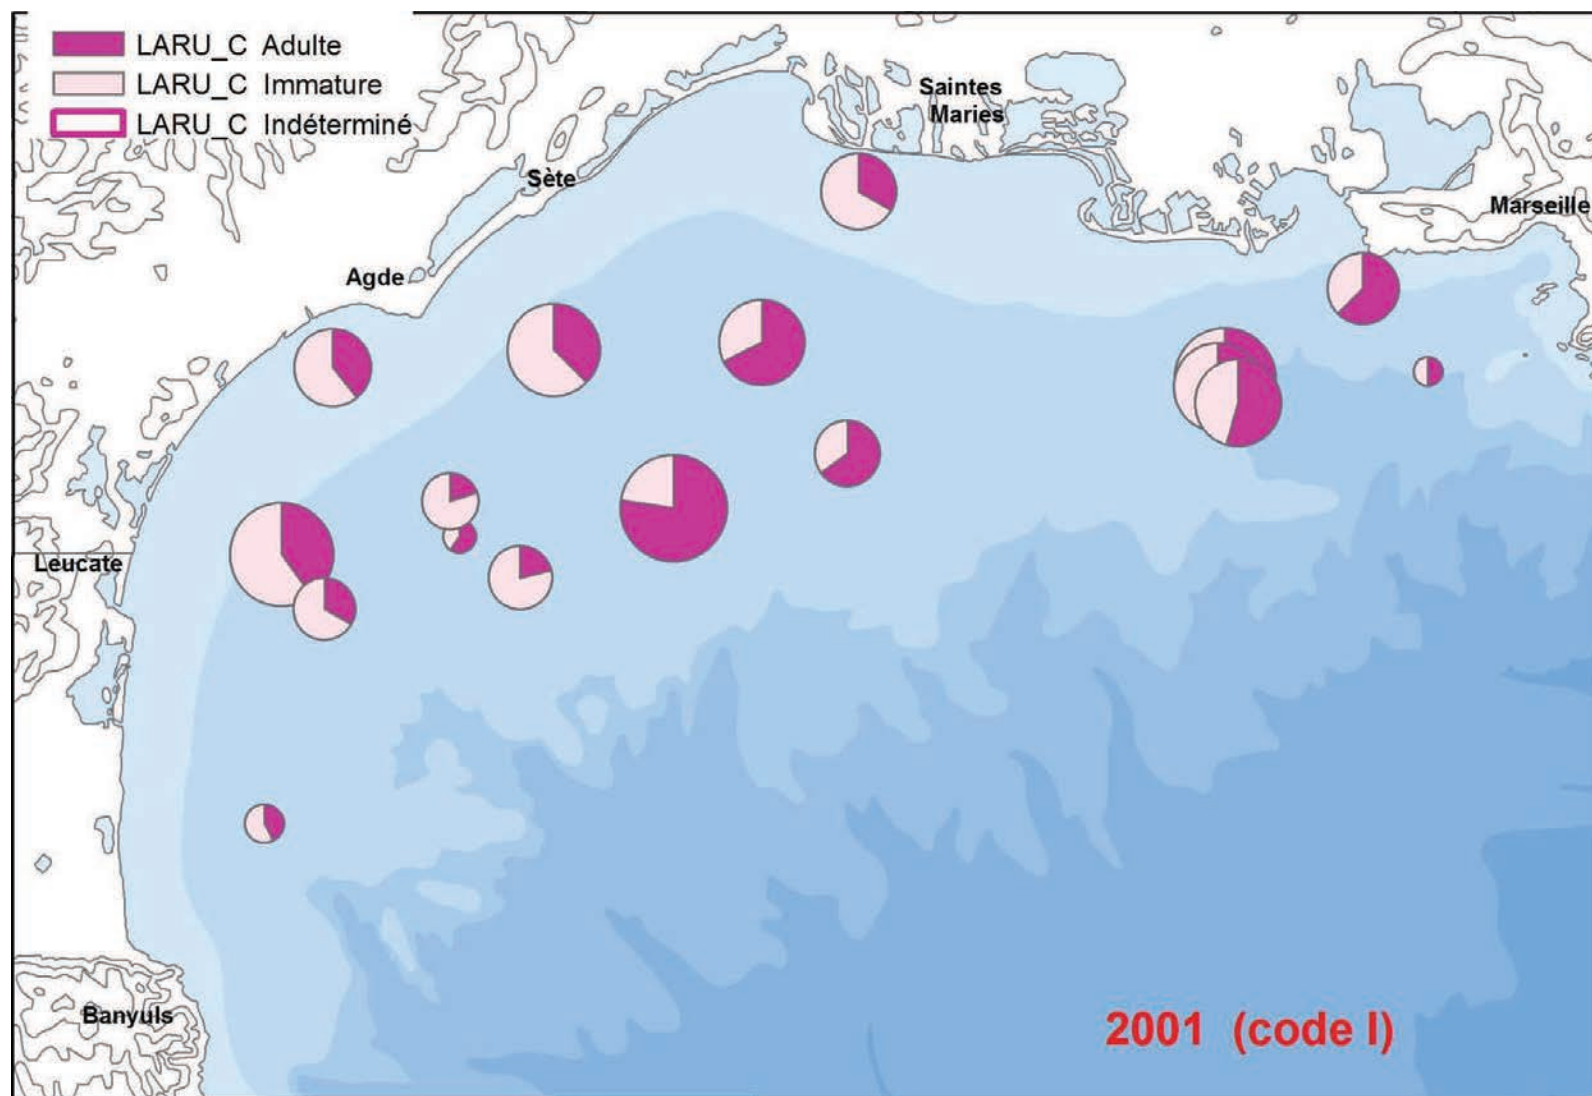 LARU_C Adulte
LARU_C Immature
LARU_C Indéterminé
Saintes
Maries
Sète
Marseille
Agde
Leucate
Banyuls
2001 (code I)